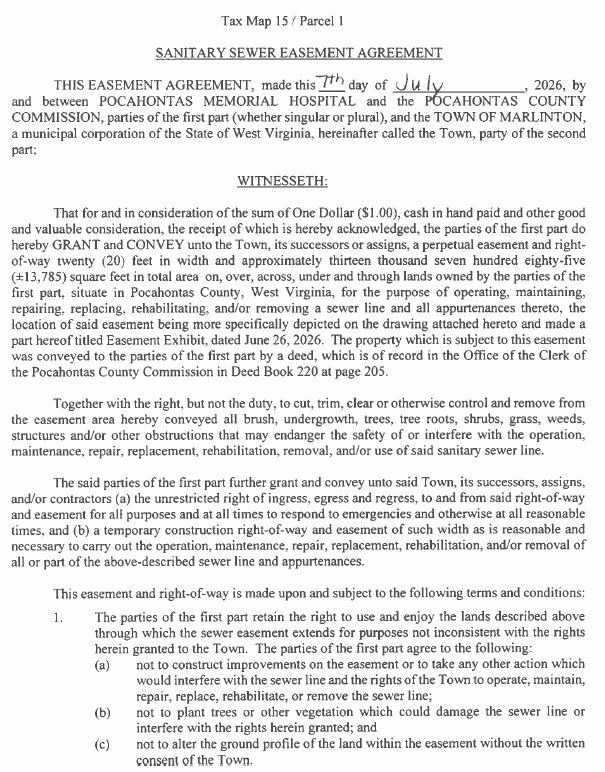 Tax Map 15 / Parcel 1
SANITARY SEWER EASEMENT AGREEMENT
THIS EASEMENT AGREEMENT, made this 7th day of July, 2026, by
and between POCAHONTAS MEMORIAL HOSPITAL and the POCAHONTAS COUNTY
COMMISSION, parties of the first part (whether singular or plural), and the TOWN OF MARLINTON,
a municipal corporation of the State of West Virginia, hereinafter called the Town, party of the second
part;
WITNESSETH:
That for and in consideration of the sum of One Dollar ($1.00), cash in hand paid and other good
and valuable consideration, the receipt of which is hereby acknowledged, the parties of the first part do
hereby GRANT and CONVEY unto the Town, its successors or assigns, a perpetual easement and right-
of-way twenty (20) feet in width and approximately thirteen thousand seven hundred eighty-five
(±13,785) square feet in total area on, over, across, under and through lands owned by the parties of the
first part, situate in Pocahontas County, West Virginia, for the purpose of operating, maintaining,
repairing, replacing, rehabilitating, and/or removing a sewer line and all appurtenances thereto, the
location of said easement being more specifically depicted on the drawing attached hereto and made a
part hereof titled Easement Exhibit, dated June 26, 2026. The property which is subject to this easement
was conveyed to the parties of the first part by a deed, which is of record in the Office of the Clerk of
the Pocahontas County Commission in Deed Book 220 at page 205.
Together with the right, but not the duty, to cut, trim, clear or otherwise control and remove from
the easement area hereby conveyed all brush, undergrowth, trees, tree roots, shrubs, grass, weeds,
structures and/or other obstructions that may endanger the safety of or interfere with the operation,
maintenance, repair, replacement, rehabilitation, removal, and/or use of said sanitary sewer line.
The said parties of the first part further grant and convey unto said Town, its successors, assigns,
and/or contractors (a) the unrestricted right of ingress, egress and regress, to and from said right-of-way
and easement for all purposes and at all times to respond to emergencies and otherwise at all reasonable
times, and (b) a temporary construction right-of-way and easement of such width as is reasonable and
necessary to carry out the operation, maintenance, repair, replacement, rehabilitation, and/or removal of
all or part of the above-described sewer line and appurtenances.
This easement and right-of-way is made upon and subject to the following terms and conditions:
1. The parties of the first part retain the right to use and enjoy the lands described above
through which the sewer easement extends for purposes not inconsistent with the rights
herein granted to the Town. The parties of the first part agree to the following:
(a) not to construct improvements on the easement or to take any other action which
would interfere with the sewer line and the rights of the Town to operate, maintain,
repair, replace, rehabilitate, or remove the sewer line;
(b) not to plant trees or other vegetation which could damage the sewer line or
interfere with the rights herein granted; and
(c) not to alter the ground profile of the land within the easement without the written
consent of the Town.